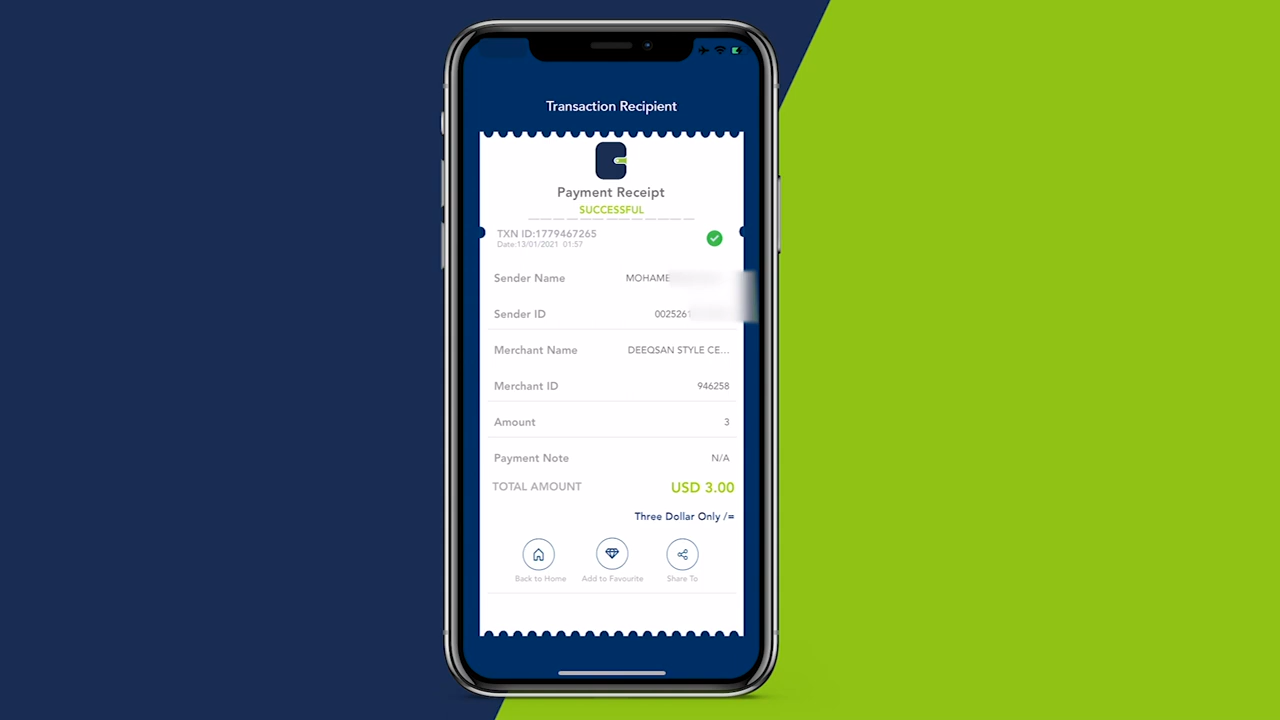 Transaction Recipient
Payment Receipt
SUCCESSFUL
TXN ID:1779467265
Date:13/01/2021 01:57
Sender Name MOHAME
Sender ID 0025261
Merchant Name DEEQSAN STYLE CE...
Merchant ID 946258
Amount 3
Payment Note N/A
TOTAL AMOUNT USD 3.00
Three Dollar Only /=
Back to Home Add to Favourite Share To